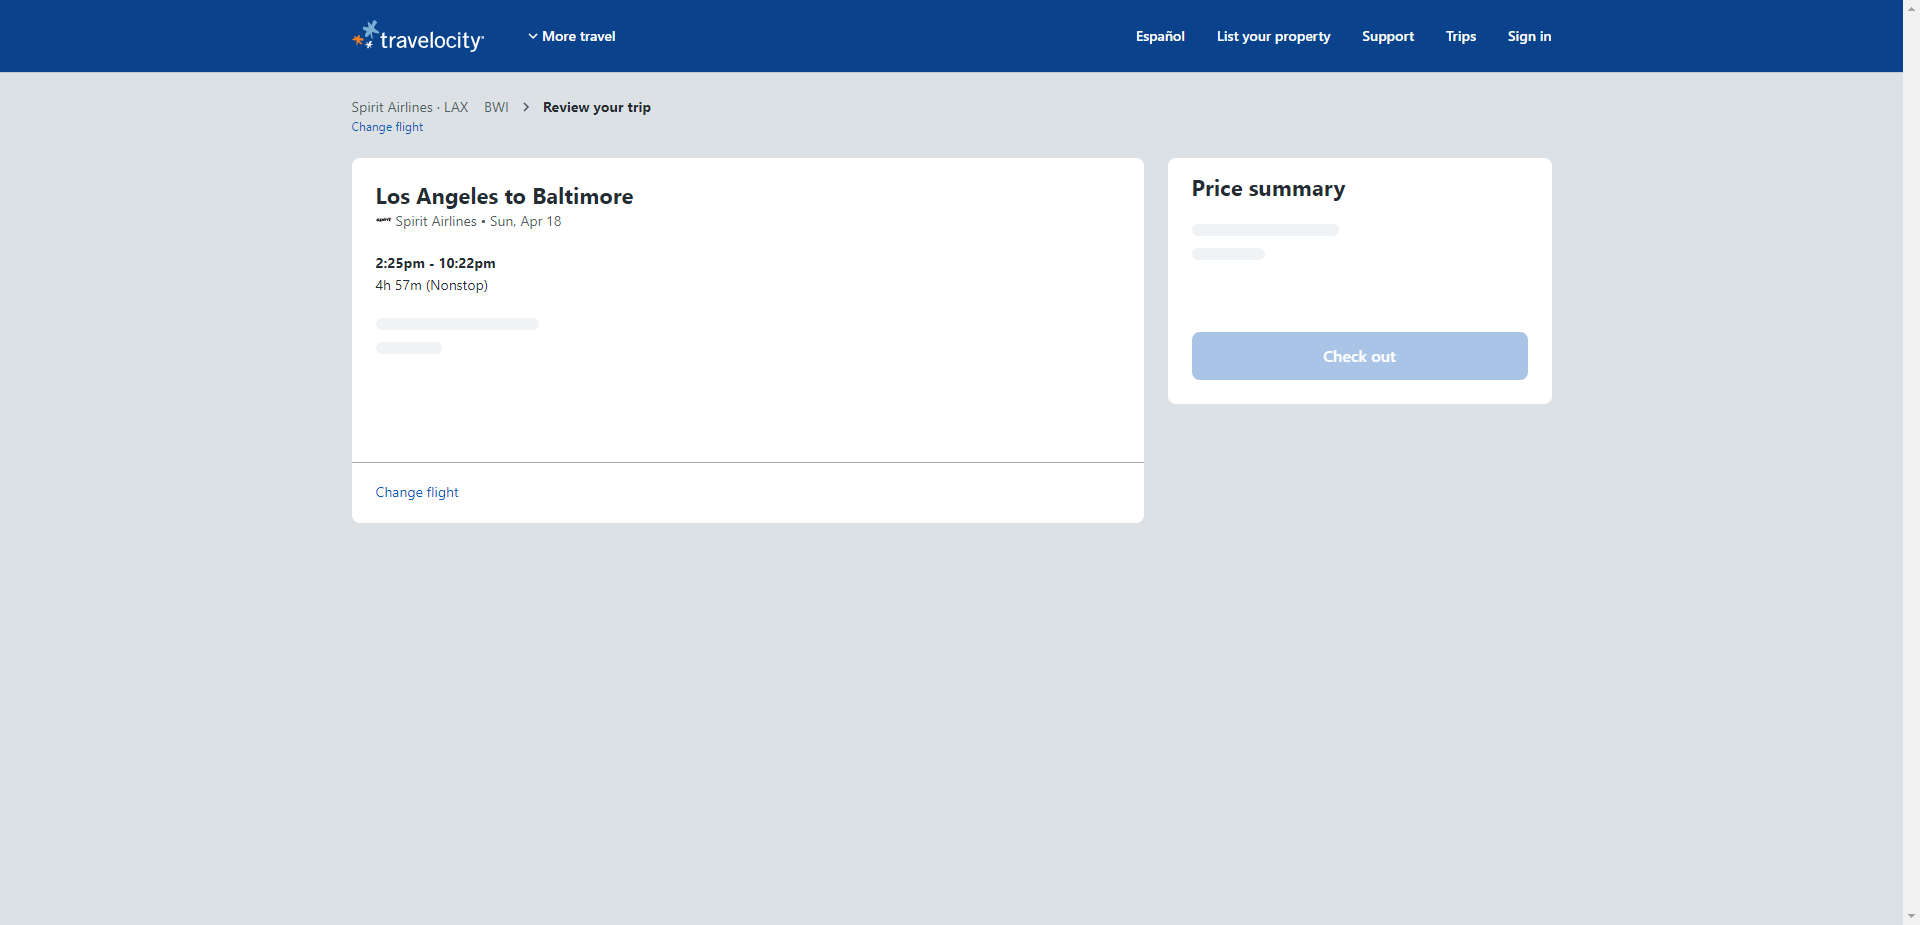 travelocity
More travel
Español
List your property
Support
Trips
Sign in
Spirit Airlines · LAX BWI
Review your trip
Change flight
Los Angeles to Baltimore
spirit Spirit Airlines • Sun, Apr 18
2:25pm - 10:22pm
4h 57m (Nonstop)
Change flight
Price summary
Check out